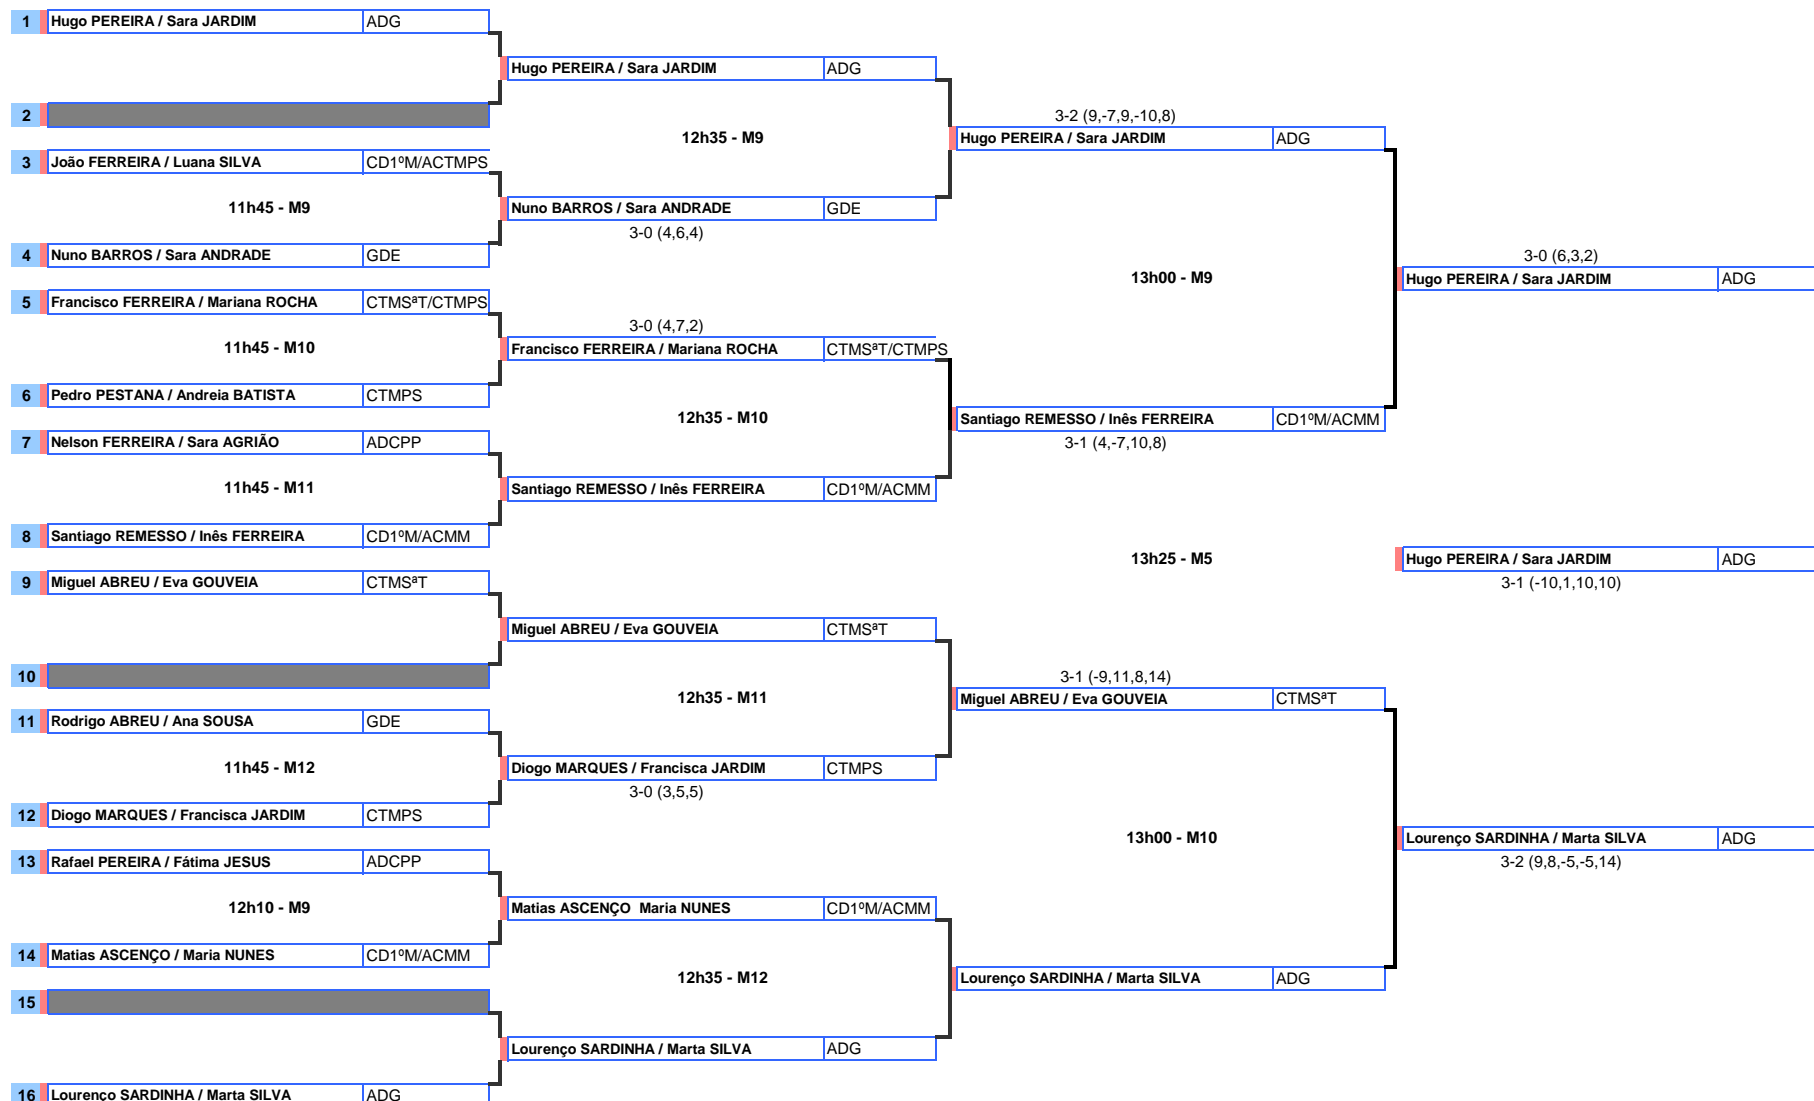 1 Hugo PEREIRA / Sara JARDIM ADG
Hugo PEREIRA / Sara JARDIM ADG
2
12h35 - M9
3-2 (9,-7,9,-10,8)
Hugo PEREIRA / Sara JARDIM ADG
3 João FERREIRA / Luana SILVA CD1ºM/ACTMPS
11h45 - M9
Nuno BARROS / Sara ANDRADE GDE
3-0 (4,6,4)
4 Nuno BARROS / Sara ANDRADE GDE
3-0 (6,3,2)
13h00 - M9
Hugo PEREIRA / Sara JARDIM ADG
5 Francisco FERREIRA / Mariana ROCHA CTMSªT/CTMPS
3-0 (4,7,2)
11h45 - M10
Francisco FERREIRA / Mariana ROCHA CTMSªT/CTMPS
6 Pedro PESTANA / Andreia BATISTA CTMPS
12h35 - M10
Santiago REMESSO / Inês FERREIRA CD1ºM/ACMM
3-1 (4,-7,10,8)
7 Nelson FERREIRA / Sara AGRIÃO ADCPP
11h45 - M11
Santiago REMESSO / Inês FERREIRA CD1ºM/ACMM
8 Santiago REMESSO / Inês FERREIRA CD1ºM/ACMM
13h25 - M5
Hugo PEREIRA / Sara JARDIM ADG
3-1 (-10,1,10,10)
9 Miguel ABREU / Eva GOUVEIA CTMSªT
Miguel ABREU / Eva GOUVEIA CTMSªT
10
12h35 - M11
3-1 (-9,11,8,14)
Miguel ABREU / Eva GOUVEIA CTMSªT
11 Rodrigo ABREU / Ana SOUSA GDE
11h45 - M12
Diogo MARQUES / Francisca JARDIM CTMPS
3-0 (3,5,5)
12 Diogo MARQUES / Francisca JARDIM CTMPS
13h00 - M10
Lourenço SARDINHA / Marta SILVA ADG
3-2 (9,8,-5,-5,14)
13 Rafael PEREIRA / Fátima JESUS ADCPP
12h10 - M9
Matias ASCENÇO Maria NUNES CD1ºM/ACMM
14 Matias ASCENÇO / Maria NUNES CD1ºM/ACMM
12h35 - M12
Lourenço SARDINHA / Marta SILVA ADG
15
Lourenço SARDINHA / Marta SILVA ADG
16 Lourenço SARDINHA / Marta SILVA ADG